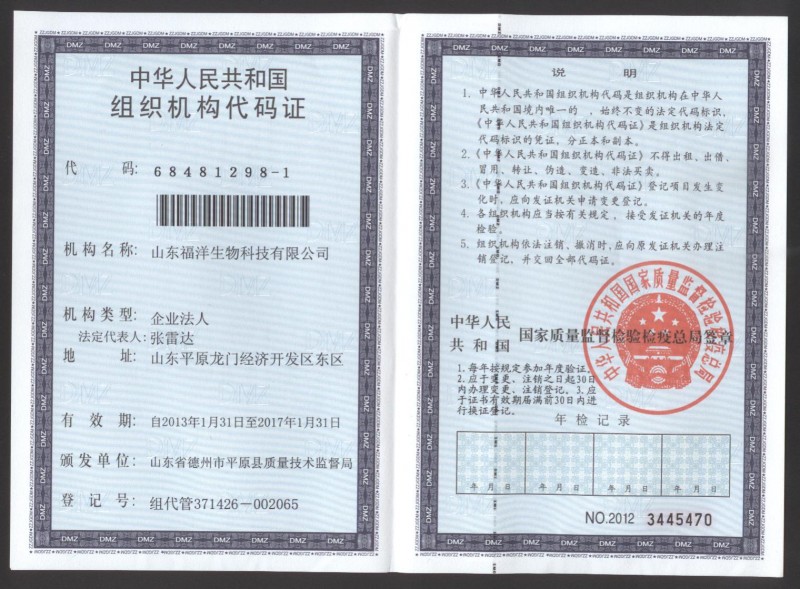 中华人民共和国
组织机构代码证
代 码: 68481298-1
机构名称: 山东福洋生物科技有限公司
机构类型: 企业法人
法定代表人: 张雷达
地 址: 山东平原龙门经济开发区东区
有 效 期: 自2013年1月31日至2017年1月31日
颁发单位: 山东省德州市平原县质量技术监督局
登 记 号: 组代管371426-002065
说 明
1. 中华人民共和国组织机构代码是组织机构在中华人
民共和国境内唯一的 , 始终不变的法定代码标识,
《中华人民共和国组织机构代码证》是组织机构法定
代码标识的凭证, 分正本和副本.
2. 《中华人民共和国组织机构代码证》不得出租、出借、
冒用、转让、伪造、变造、非法买卖.
3. 《中华人民共和国组织机构代码证》登记项目发生变
化时, 应向发证机关申请变更登记.
4. 各组织机构应当按有关规定, 接受发证机关的年度
检验.
5. 组织机构依法注销、撤消时, 应向原发证机关办理注
销登记, 并交回全部代码证.
中华人民
共和国
国家质量监督检验检疫总局签章
中华人民共和国国家质量监督检验检疫总局
1.每年按规定参加年度验证.
2.应于变更、注销之日起30日
内办理变更、注销登记. 3.应
于证书有效期届满前30日内进
行换证登记.
年检记录
年 月 日 年 月 日 年 月 日 年 月 日
NO.2012 3445470